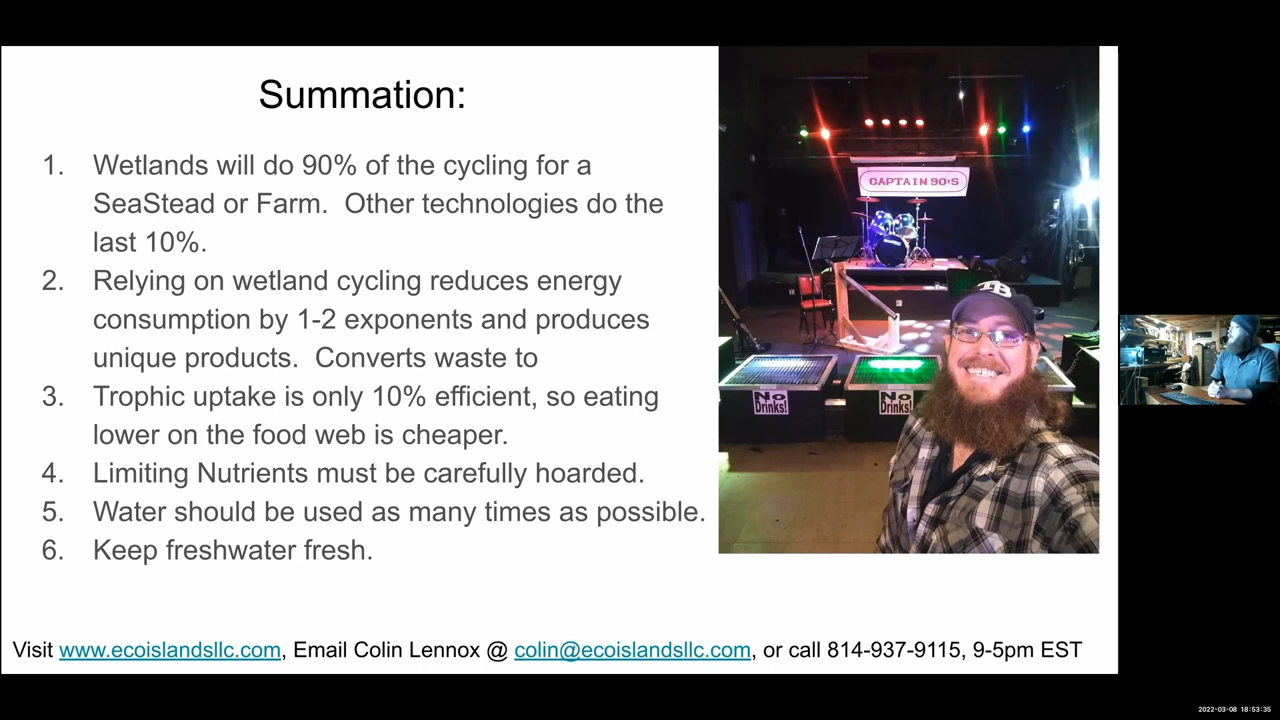 Summation:
1. Wetlands will do 90% of the cycling for a
SeaStead or Farm.  Other technologies do the
last 10%.
2. Relying on wetland cycling reduces energy
consumption by 1-2 exponents and produces
unique products.  Converts waste to
3. Trophic uptake is only 10% efficient, so eating
lower on the food web is cheaper.
4. Limiting Nutrients must be carefully hoarded.
5. Water should be used as many times as possible.
6. Keep freshwater fresh.
CAPTAIN 90'S
No
Drinks!
No
Drinks!
Visit www.ecoislandsllc.com, Email Colin Lennox @ colin@ecoislandsllc.com, or call 814-937-9115, 9-5pm EST
2022-03-08 18:53:35